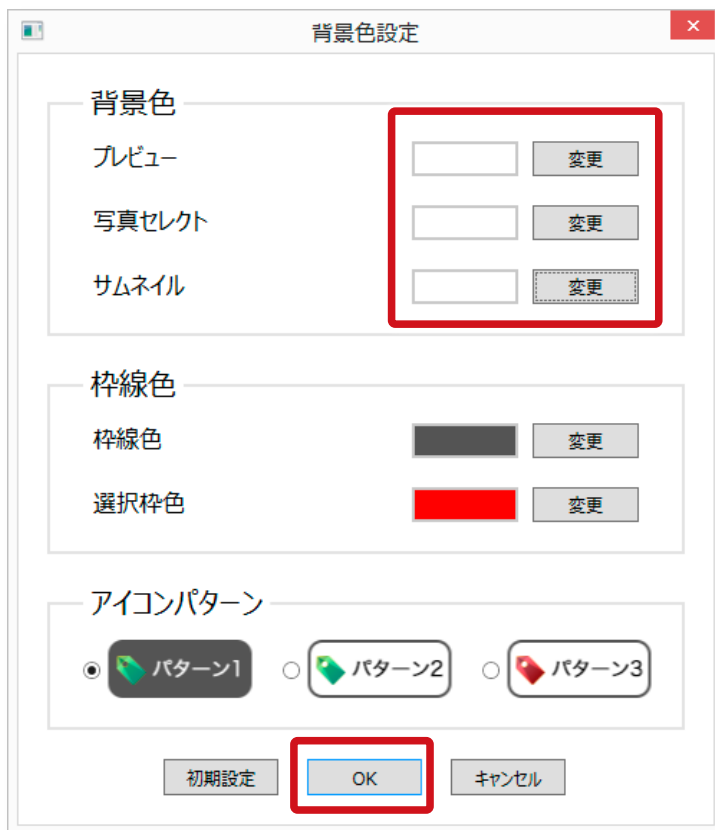 背景色設定
背景色
プレビュー 変更
写真セレクト 変更
サムネイル 変更
枠線色
枠線色 変更
選択枠色 変更
アイコンパターン
パターン1 パターン2 パターン3
初期設定 OK キャンセル